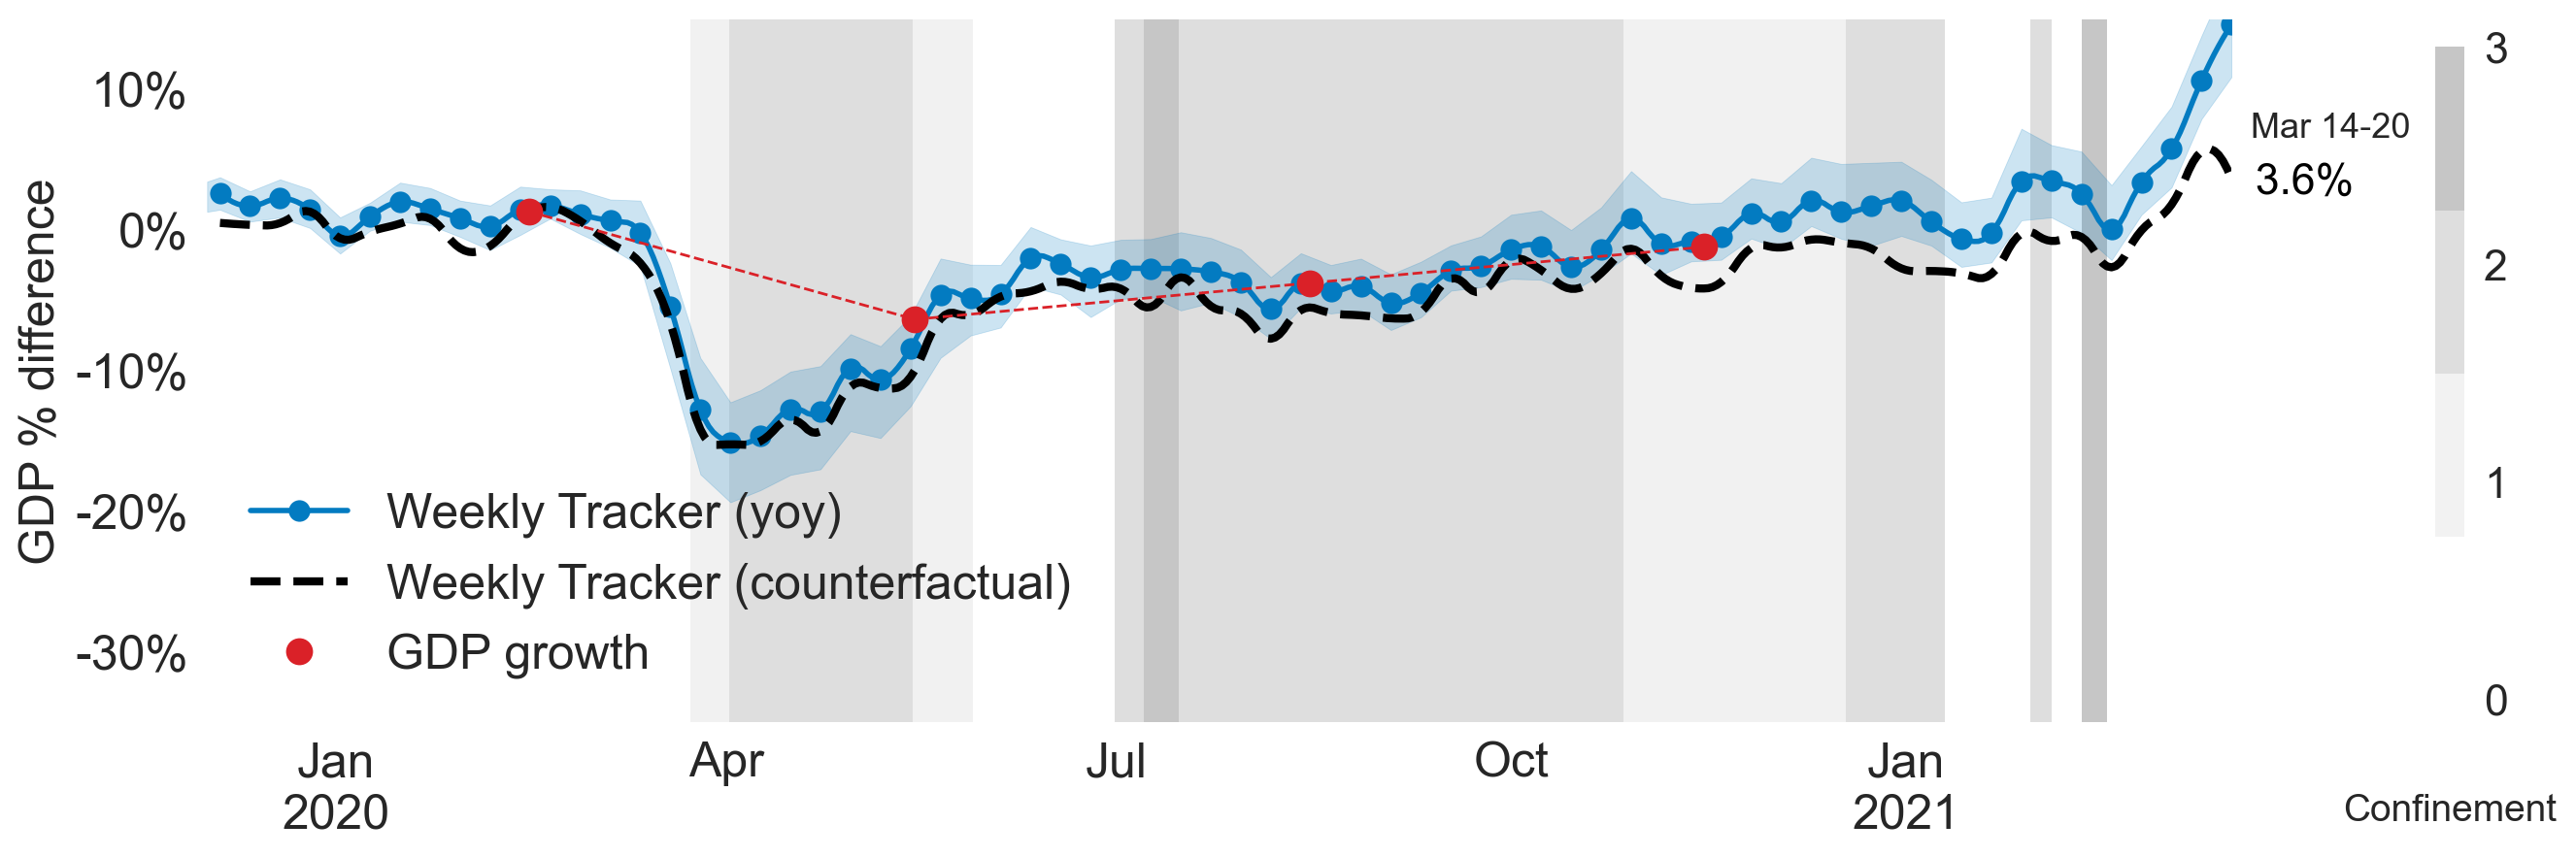 GDP % difference
10%
0%
-10%
-20%
-30%
Weekly Tracker (yoy)
Weekly Tracker (counterfactual)
GDP growth
Jan
2020
Apr
Jul
Oct
Jan
2021
Mar 14-20
3.6%
3
2
1
0
Confinement